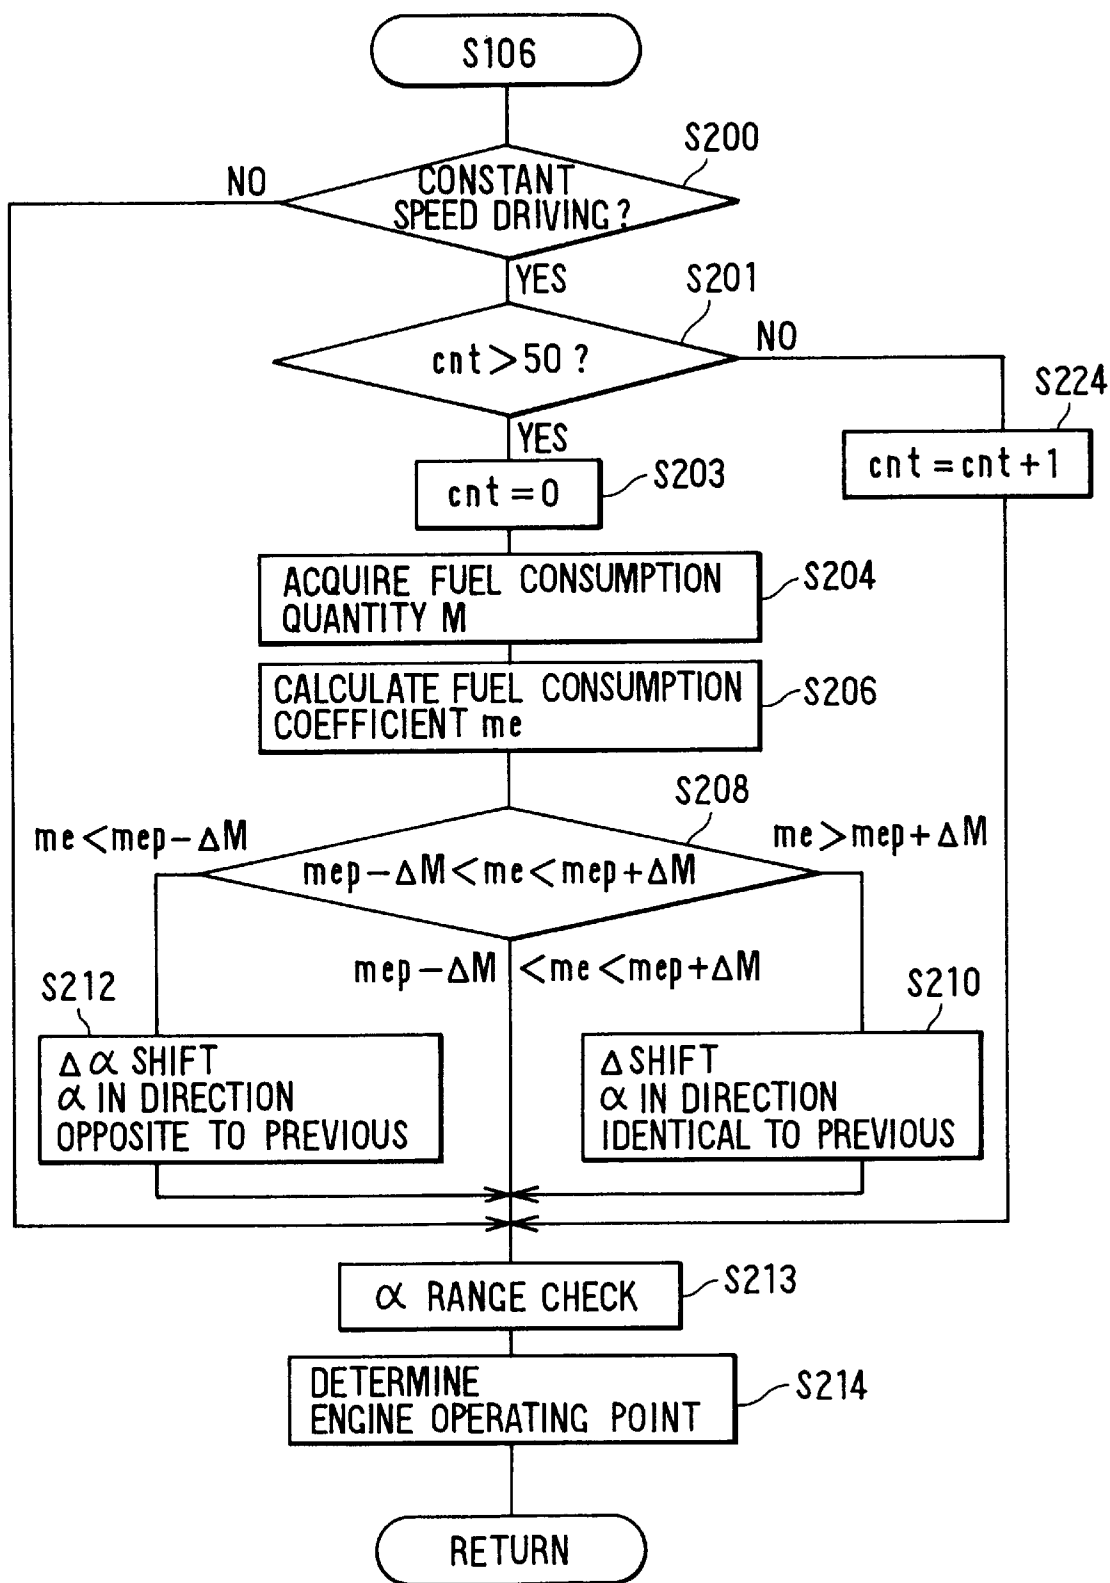 S106
S200
NO
CONSTANT
SPEED DRIVING?
YES
S201
NO
cnt>50 ?
S224
YES
cnt=cnt+1
cnt=0
S203
ACQUIRE FUEL CONSUMPTION
QUANTITY M
S204
CALCULATE FUEL CONSUMPTION
COEFFICIENT me
S206
S208
me<mep-ΔM
me>mep+ΔM
mep-ΔM<me<mep+ΔM
mep-ΔM <me<mep+ΔM
S212
S210
Δα SHIFT
α IN DIRECTION
OPPOSITE TO PREVIOUS
Δ SHIFT
α IN DIRECTION
IDENTICAL TO PREVIOUS
α RANGE CHECK
S213
DETERMINE
ENGINE OPERATING POINT
S214
RETURN